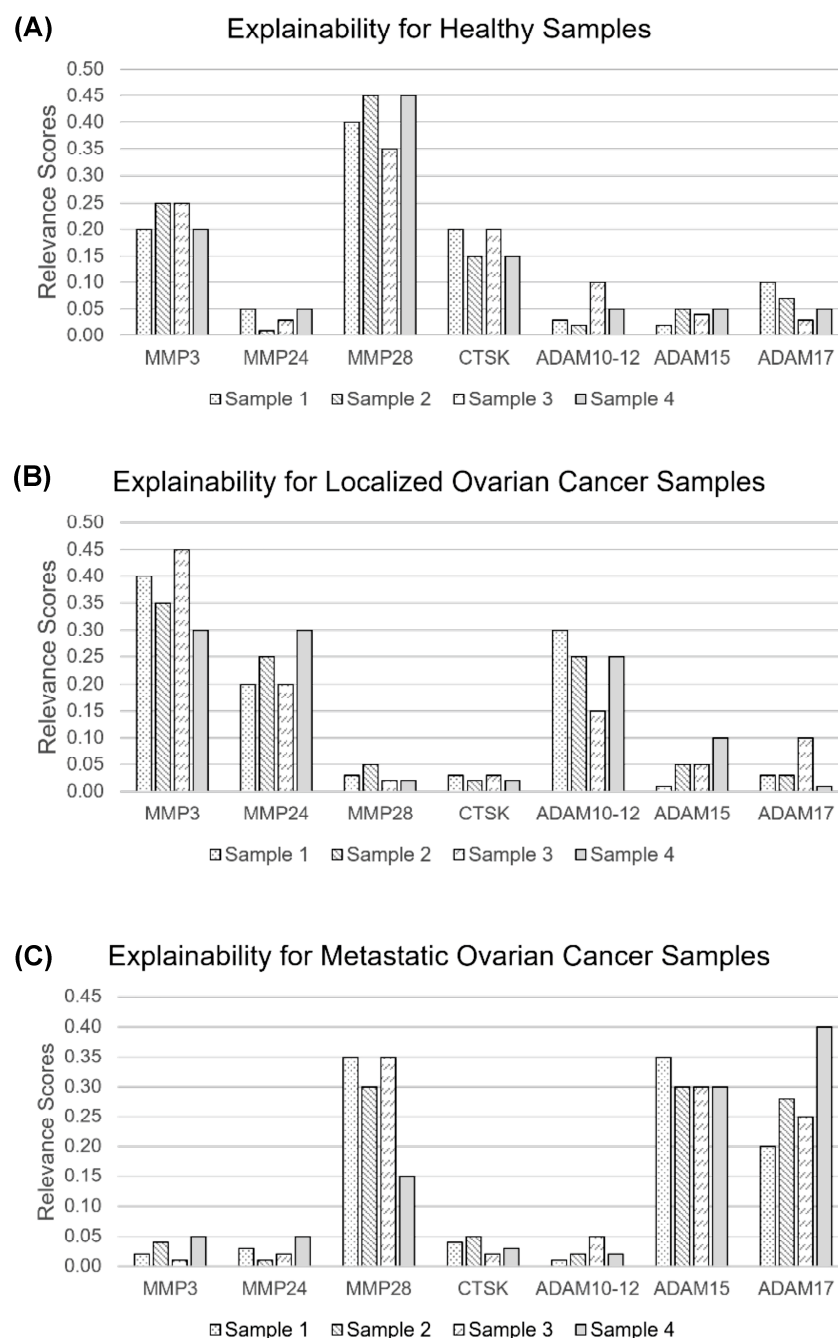 (A) Explainability for Healthy Samples
0.50
0.45
0.40
0.35
0.30
0.25
0.20
0.15
0.10
0.05
0.00
Relevance Scores
MMP3 MMP24 MMP28 CTSK ADAM10-12 ADAM15 ADAM17
Sample 1 Sample 2 Sample 3 Sample 4
(B) Explainability for Localized Ovarian Cancer Samples
0.50
0.45
0.40
0.35
0.30
0.25
0.20
0.15
0.10
0.05
0.00
Relevance Scores
MMP3 MMP24 MMP28 CTSK ADAM10-12 ADAM15 ADAM17
Sample 1 Sample 2 Sample 3 Sample 4
(C) Explainability for Metastatic Ovarian Cancer Samples
0.45
0.40
0.35
0.30
0.25
0.20
0.15
0.10
0.05
0.00
Relevance Scores
MMP3 MMP24 MMP28 CTSK ADAM10-12 ADAM15 ADAM17
Sample 1 Sample 2 Sample 3 Sample 4